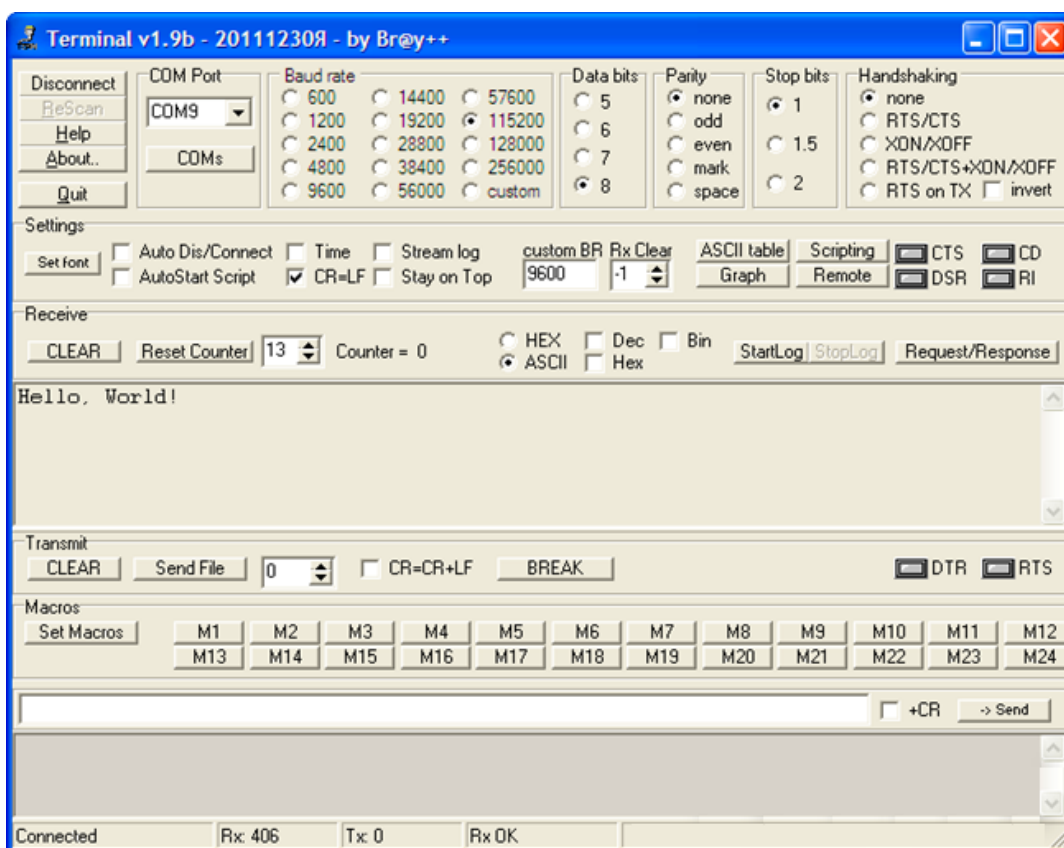 Terminal v1.9b - 20111230Я - by Br@y++
Disconnect
ReScan
Help
About..
Quit
COM Port
COM9
COMs
Baud rate
600 14400 57600
1200 19200 115200
2400 28800 128000
4800 38400 256000
9600 56000 custom
Data bits
5
6
7
8
Parity
none
odd
even
mark
space
Stop bits
1
1.5
2
Handshaking
none
RTS/CTS
XON/XOFF
RTS/CTS+XON/XOFF
RTS on TX invert
Settings
Set font
Auto Dis/Connect Time Stream log
AutoStart Script CR=LF Stay on Top
custom BR Rx Clear
9600 -1
ASCII table Scripting CTS CD
Graph Remote DSR RI
Receive
CLEAR Reset Counter 13 Counter = 0
HEX Dec Bin
ASCII Hex
StartLog StopLog Request/Response
Hello, World!
Transmit
CLEAR Send File 0 CR=CR+LF BREAK DTR RTS
Macros
Set Macros M1 M2 M3 M4 M5 M6 M7 M8 M9 M10 M11 M12
M13 M14 M15 M16 M17 M18 M19 M20 M21 M22 M23 M24
+CR -> Send
Connected Rx: 406 Tx: 0 Rx OK